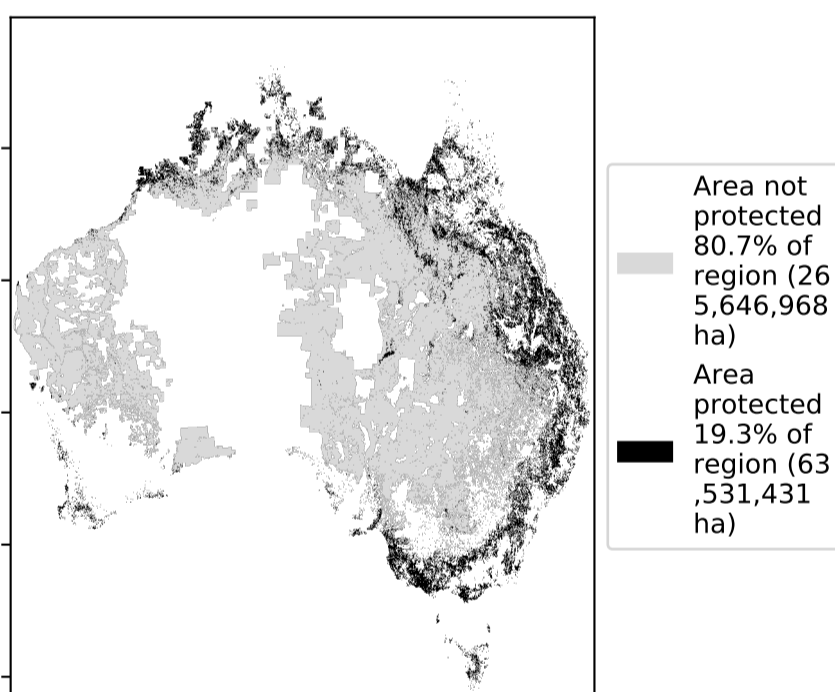 Area not
protected
80.7% of
region (26
5,646,968
ha)
Area
protected
19.3% of
region (63
,531,431
ha)